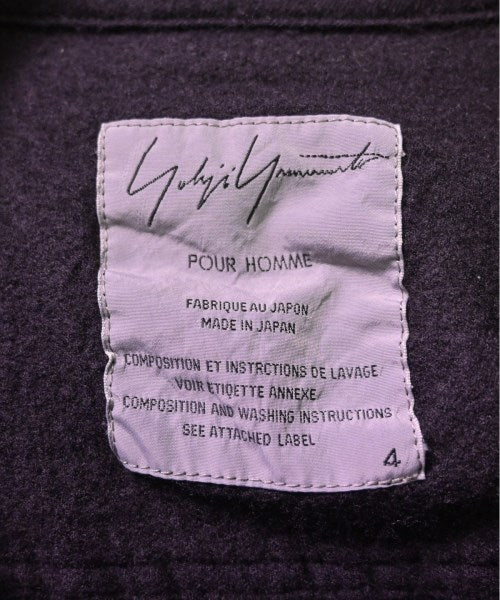 Yohji Yamamoto
POUR HOMME
FABRIQUE AU JAPON
MADE IN JAPAN
COMPOSITION ET INSTRCTIONS DE LAVAGE
VOIR ETIQETTE ANNEXE
COMPOSITION AND WASHING INSTRUCTIONS
SEE ATTACHED LABEL
4